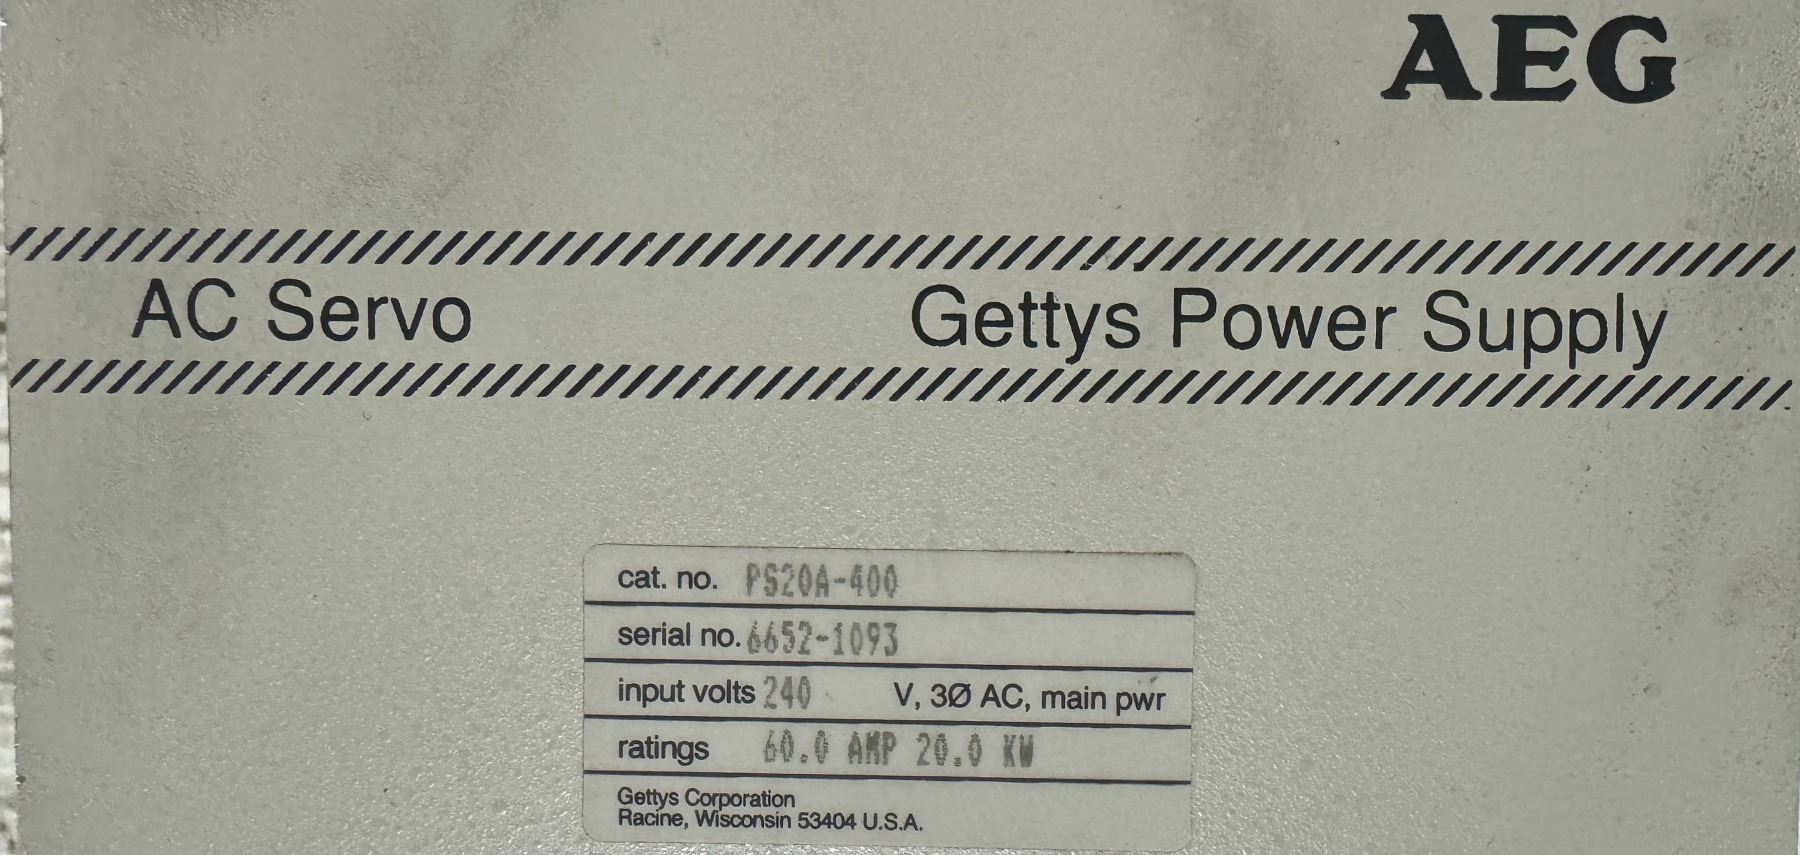 AEG
AC Servo Gettys Power Supply
cat. no. PS20A-400
serial no. 6652-1093
input volts 240 V, 3Ø AC, main pwr
ratings 60.0 AMP 20.0 KW
Gettys Corporation
Racine, Wisconsin 53404 U.S.A.